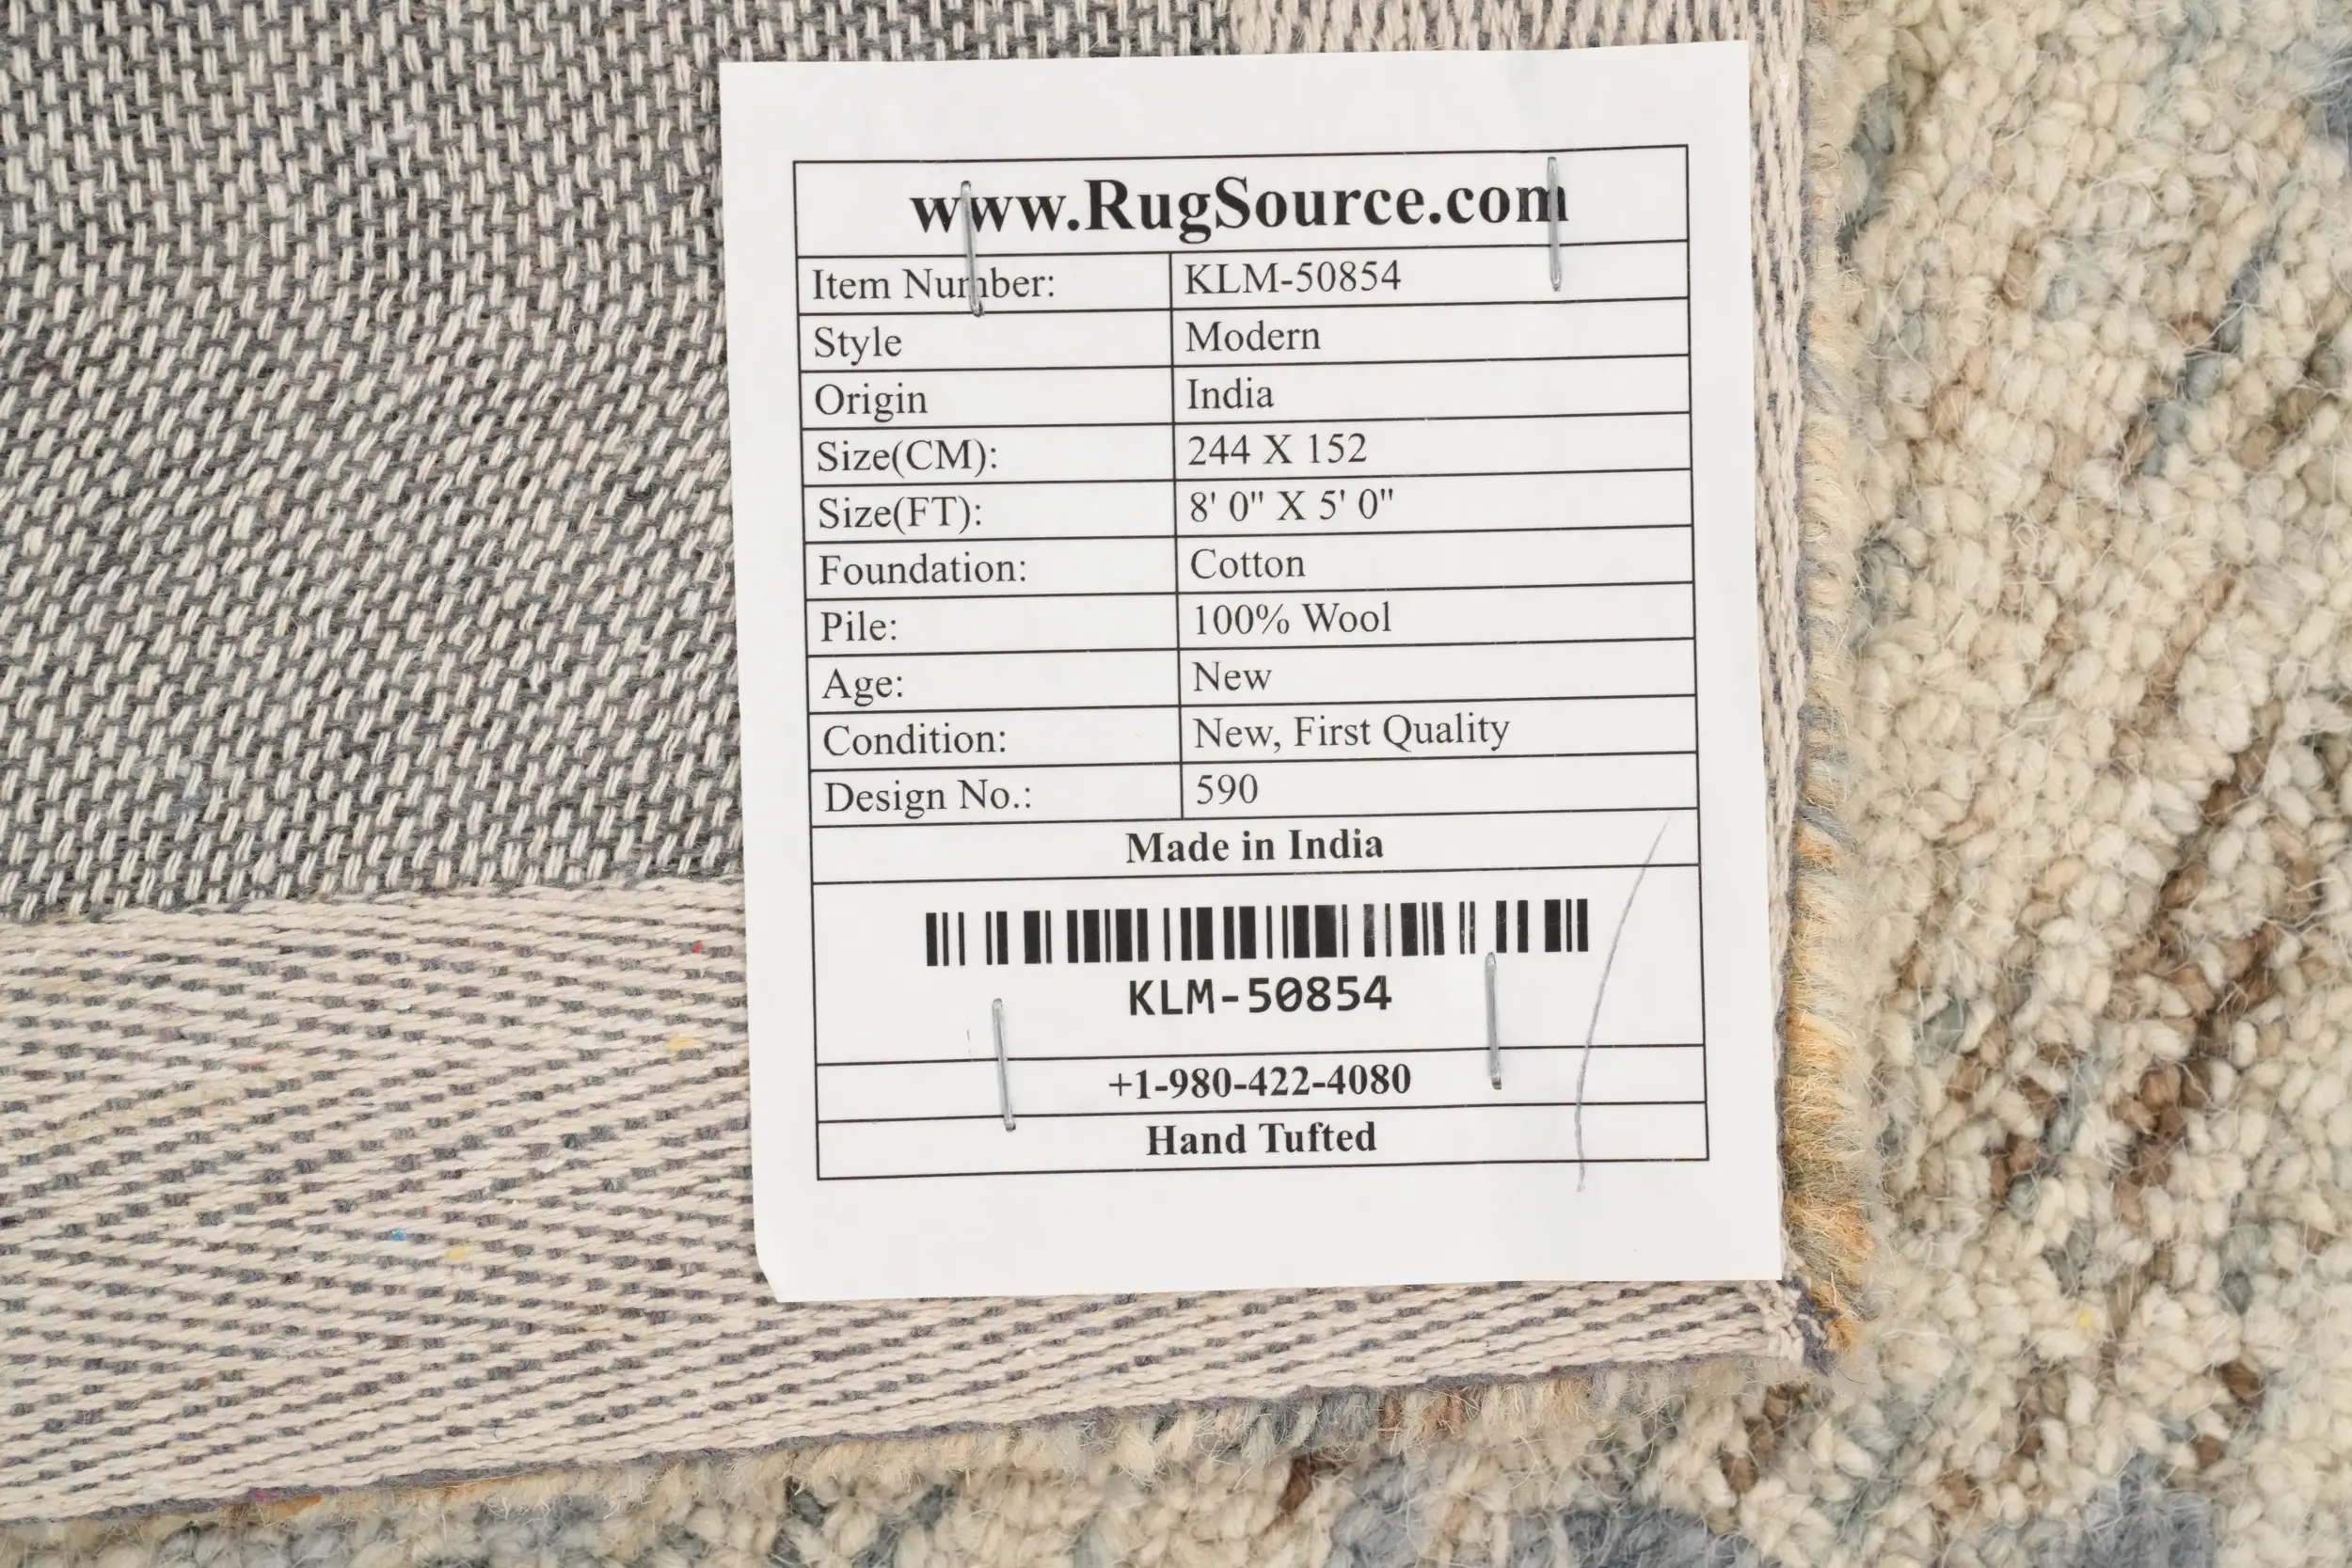 www.RugSource.com
Item Number: KLM-50854
Style Modern
Origin India
Size(CM): 244 X 152
Size(FT): 8' 0" X 5' 0"
Foundation: Cotton
Pile: 100% Wool
Age: New
Condition: New, First Quality
Design No.: 590
Made in India
KLM-50854
+1-980-422-4080
Hand Tufted